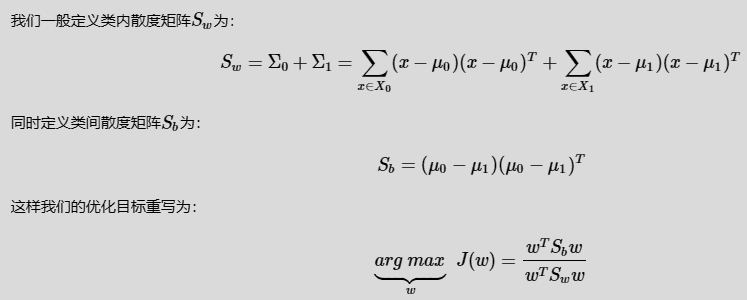 我们一般定义类内散度矩阵$S_w$为：
$$S_w = \Sigma_0 + \Sigma_1 = \sum_{x \in X_0}(x - \mu_0)(x - \mu_0)^T + \sum_{x \in X_1}(x - \mu_1)(x - \mu_1)^T$$
同时定义类间散度矩阵$S_b$为：
$$S_b = (\mu_0 - \mu_1)(\mu_0 - \mu_1)^T$$
这样我们的优化目标重写为：
$$\underbrace{arg\ max}_w\ \ J(w) = \frac{w^T S_b w}{w^T S_w w}$$